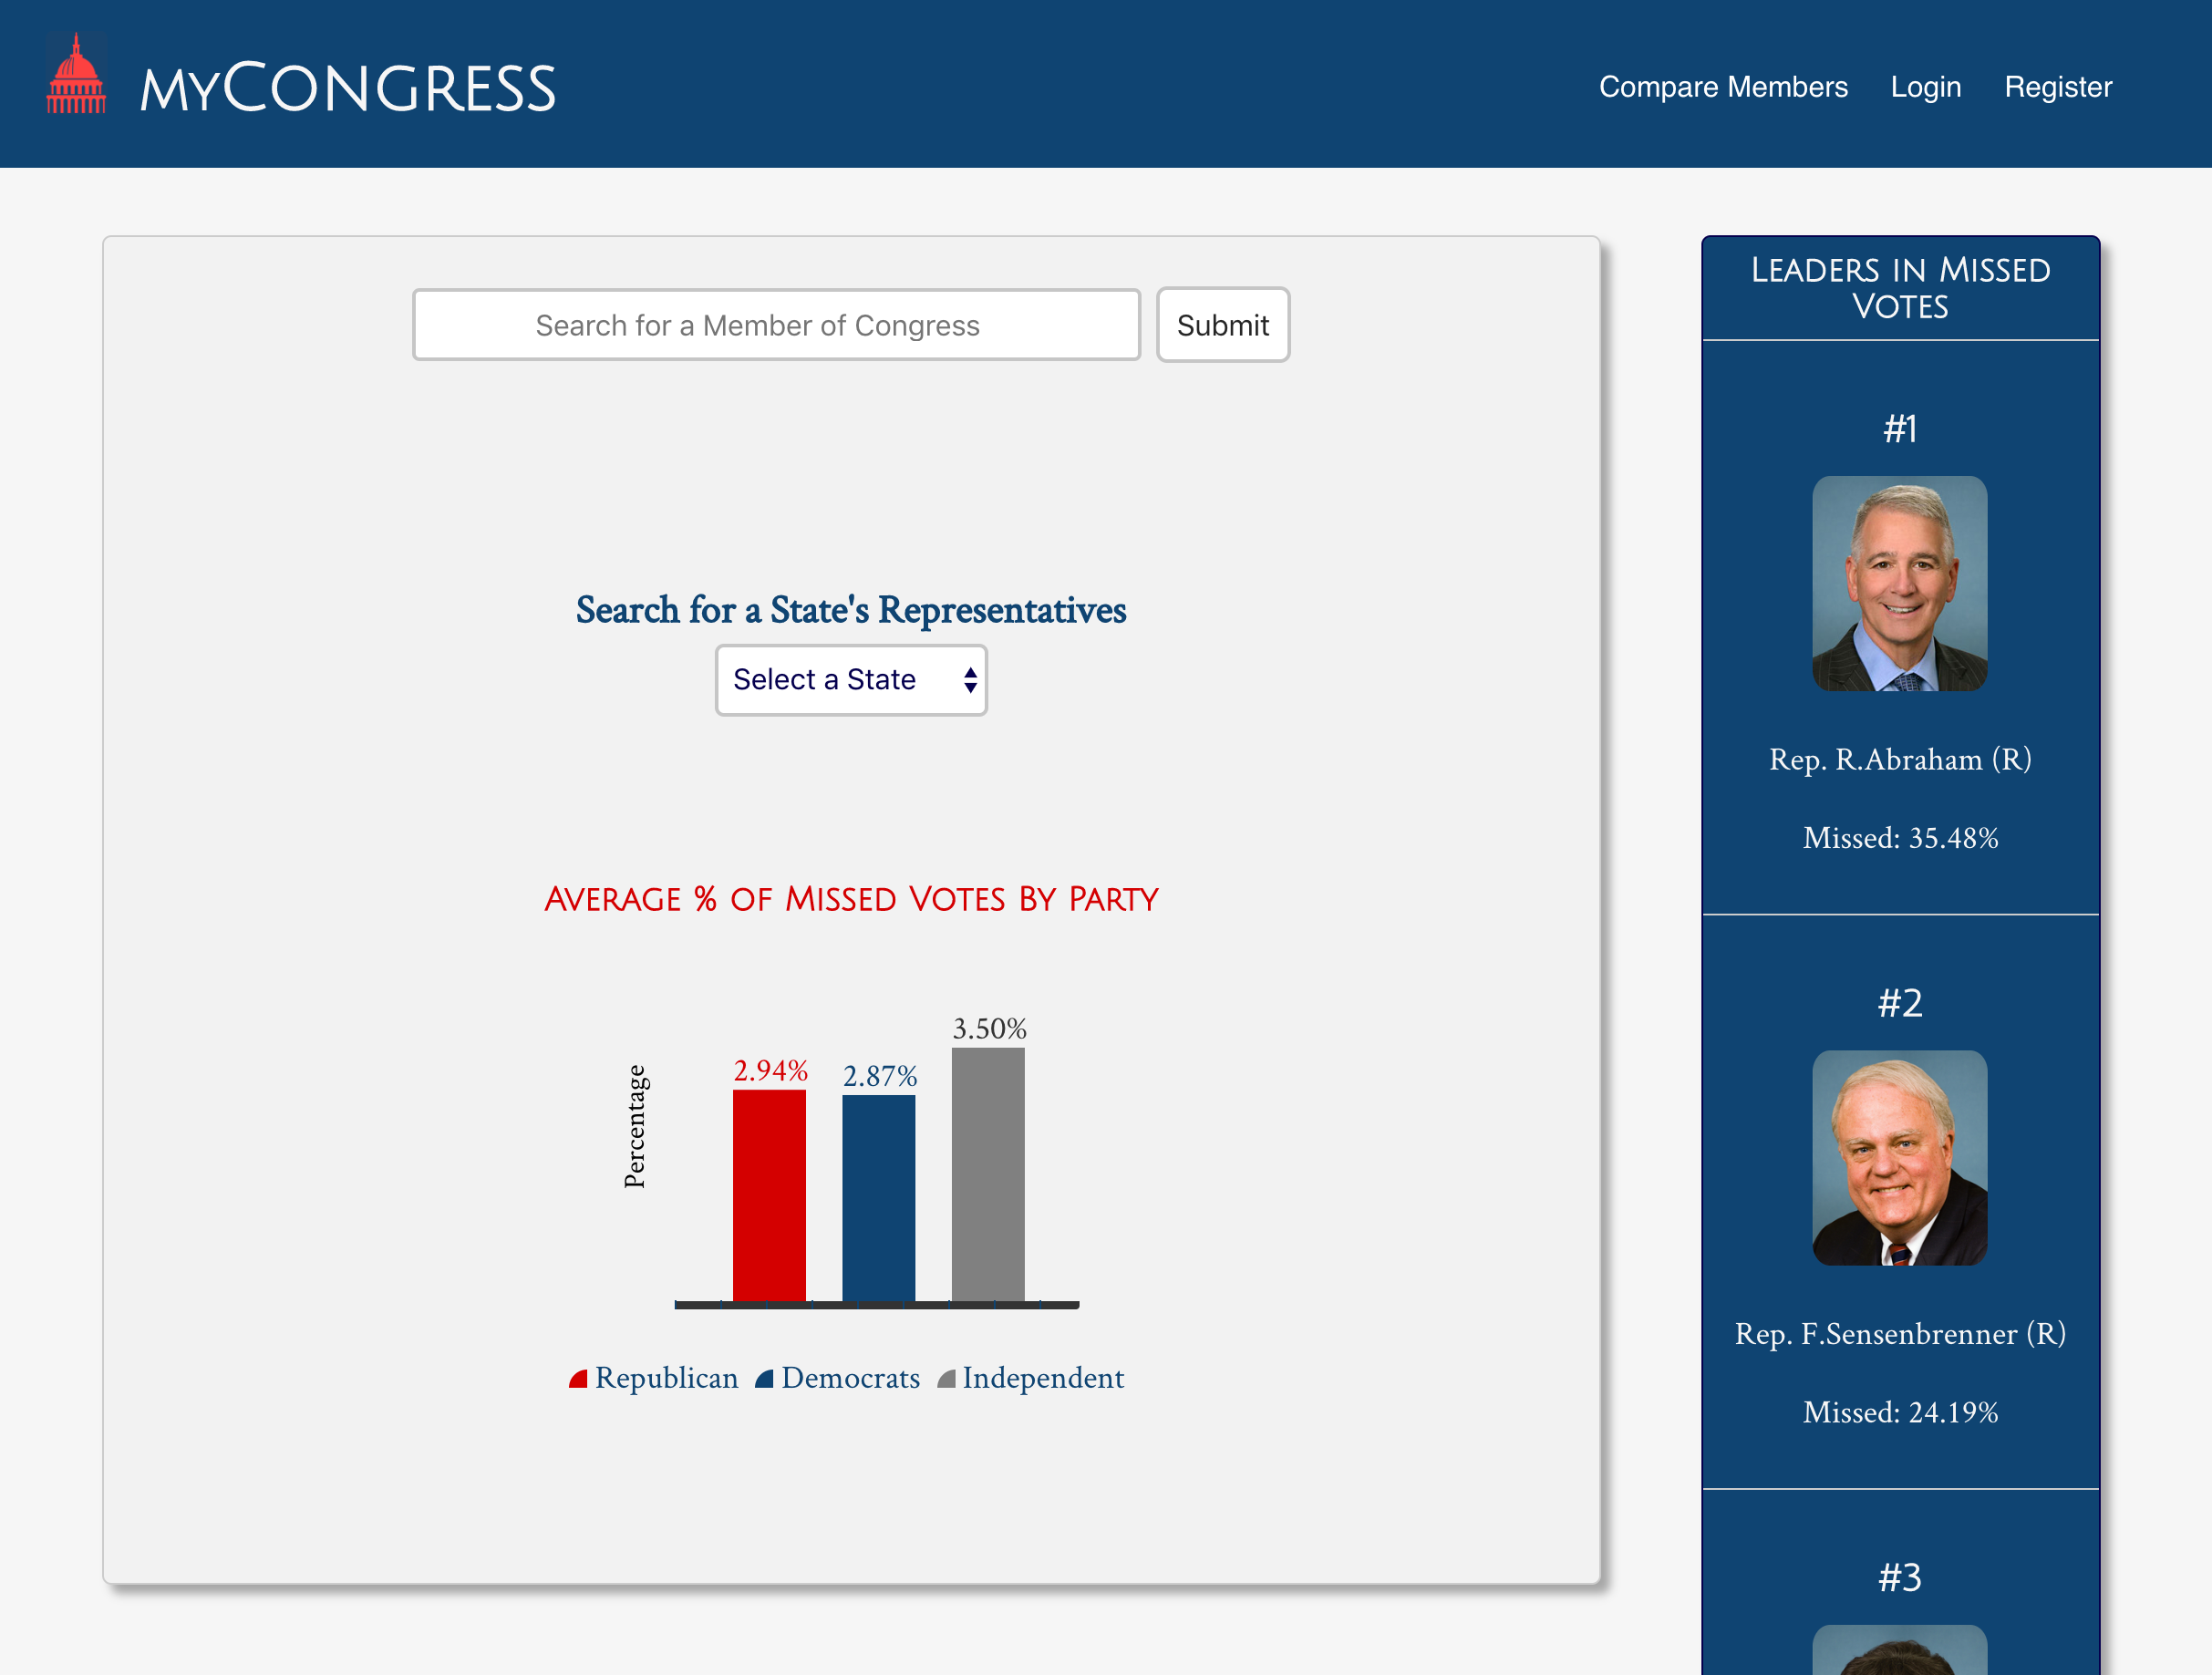 MYCONGRESS
Compare Members
Login
Register
Search for a Member of Congress
Submit
Search for a State's Representatives
Select a State
AVERAGE % OF MISSED VOTES BY PARTY
Percentage
2.94%
2.87%
3.50%
Republican
Democrats
Independent
LEADERS IN MISSED
VOTES
#1
Rep. R.Abraham (R)
Missed: 35.48%
#2
Rep. F.Sensenbrenner (R)
Missed: 24.19%
#3